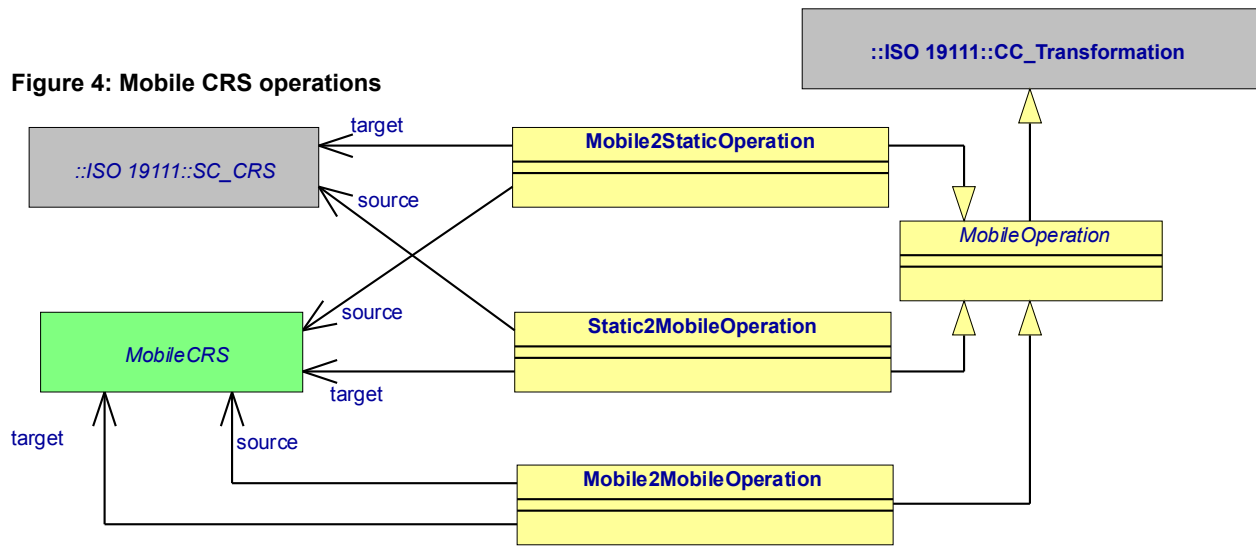 ::ISO 19111::CC_Transformation
Figure 4: Mobile CRS operations
target
Mobile2StaticOperation
::ISO 19111::SC_CRS
source
MobileOperation
source
Static2MobileOperation
MobileCRS
target
target
source
Mobile2MobileOperation